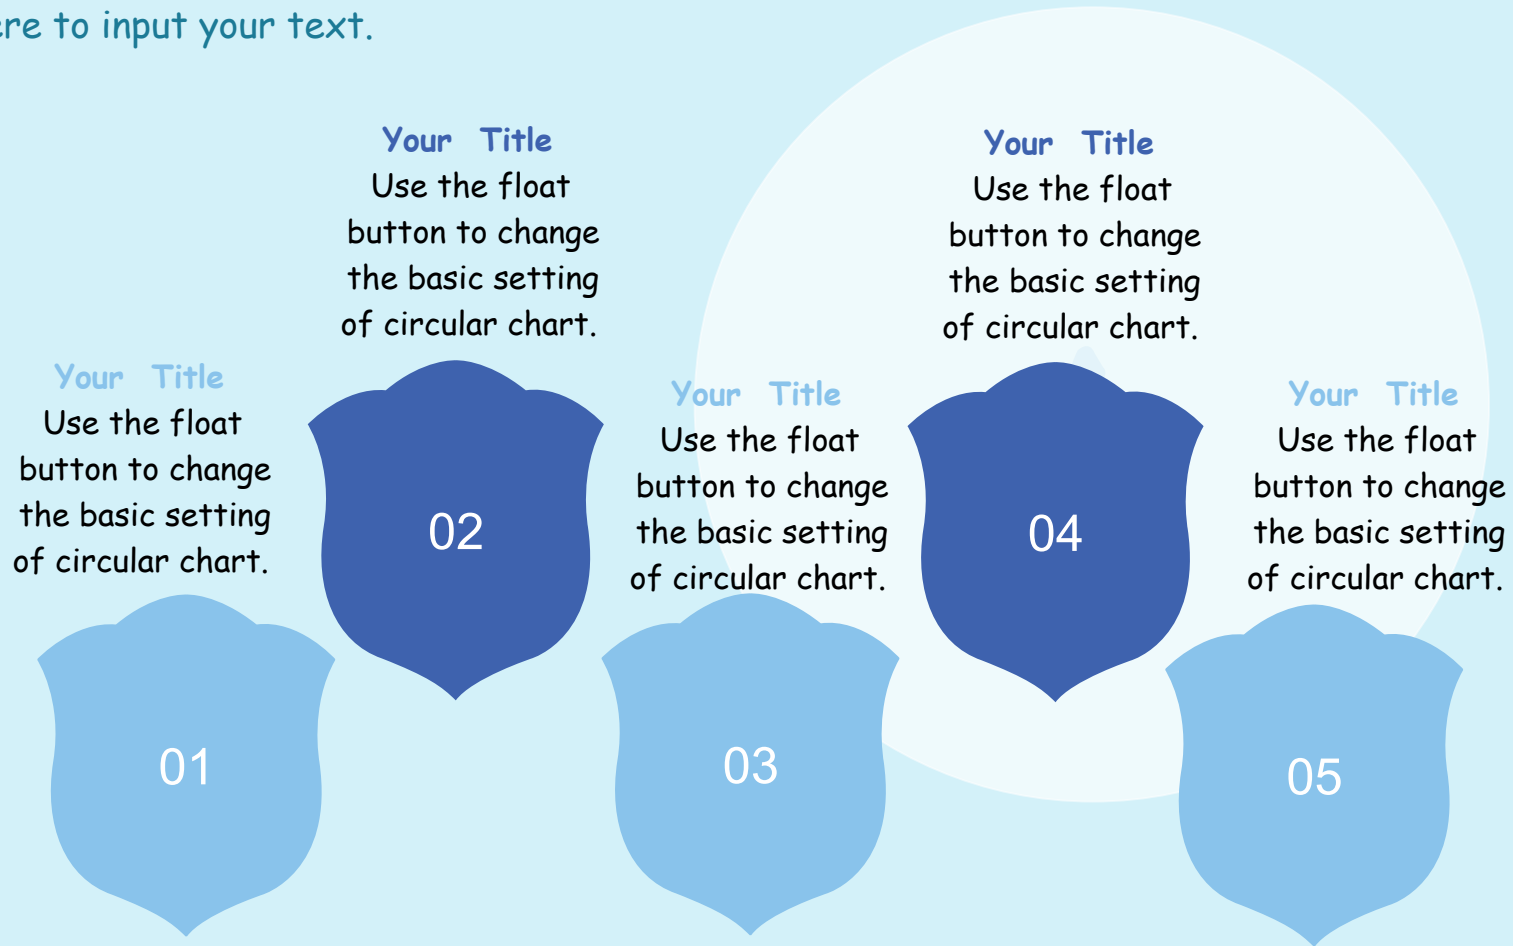 to input your text.
Your Title
Use the float
button to change
the basic setting
of circular chart.
01
Your Title
Use the float
button to change
the basic setting
of circular chart.
02
Your Title
Use the float
button to change
the basic setting
of circular chart.
03
Your Title
Use the float
button to change
the basic setting
of circular chart.
04
Your Title
Use the float
button to change
the basic setting
of circular chart.
05